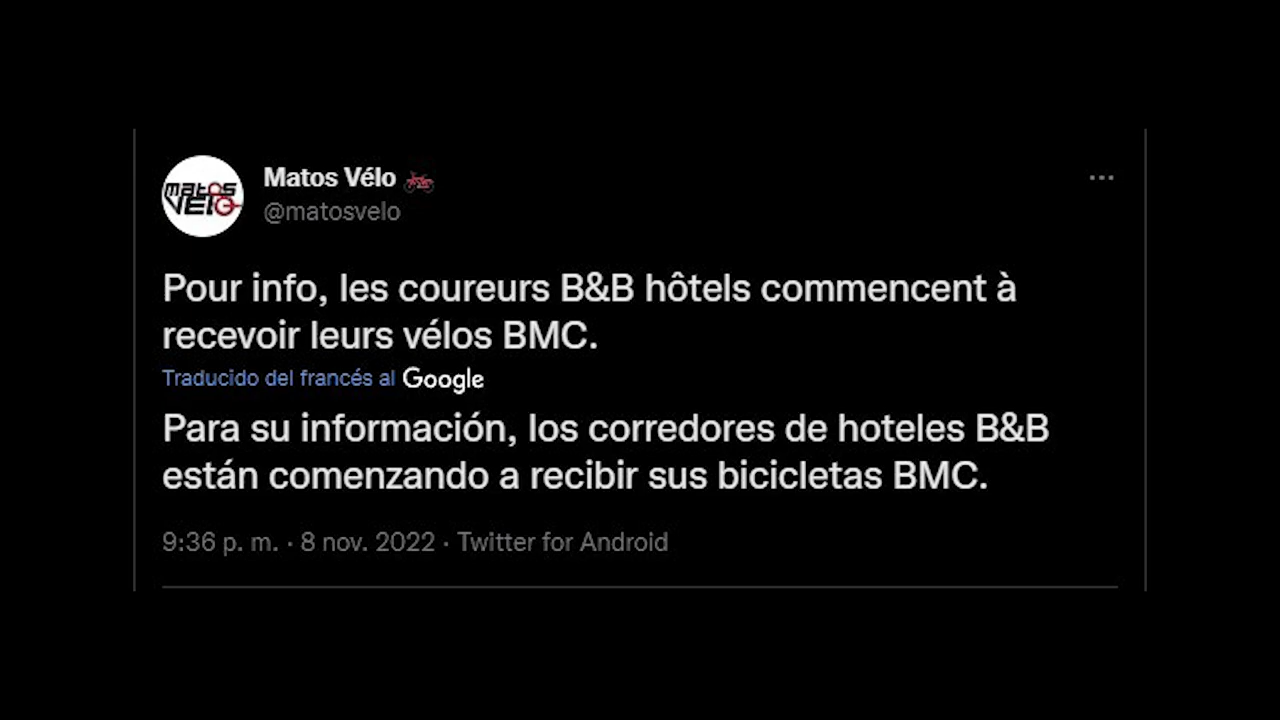 matos
VELO
Matos Vélo
@matosvelo
Pour info, les coureurs B&B hôtels commencent à
recevoir leurs vélos BMC.
Traducido del francés al Google
Para su información, los corredores de hoteles B&B
están comenzando a recibir sus bicicletas BMC.
9:36 p. m. · 8 nov. 2022 · Twitter for Android